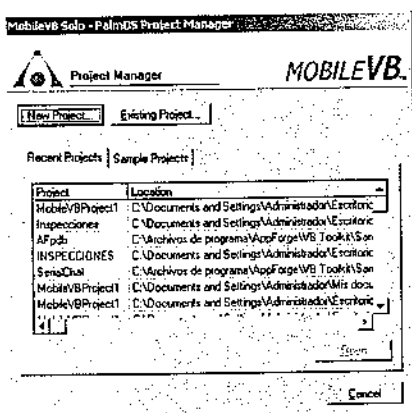 MobileVB Solo - PalmOS Project Manager
Project Manager
MOBILEVB.
New Project...
Existing Project...
Recent Projects
Sample Projects
Project Location
MobileVBProject1 C:\Documents and Settings\Administrador\Escritoric
Inspecciones C:\Documents and Settings\Administrador\Escritoric
AFpdb C:\Archivos de programa\AppForge\VB Toolkit\San
INSPECCIONES C:\Documents and Settings\Administrador\Escritoric
SerialChat C:\Archivos de programa\AppForge\VB Toolkit\San
MobileVBProject1 C:\Documents and Settings\Administrador\Mis docu
MobileVBProject1 C:\Documents and Settings\Administrador\Escritoric
Open
Cancel